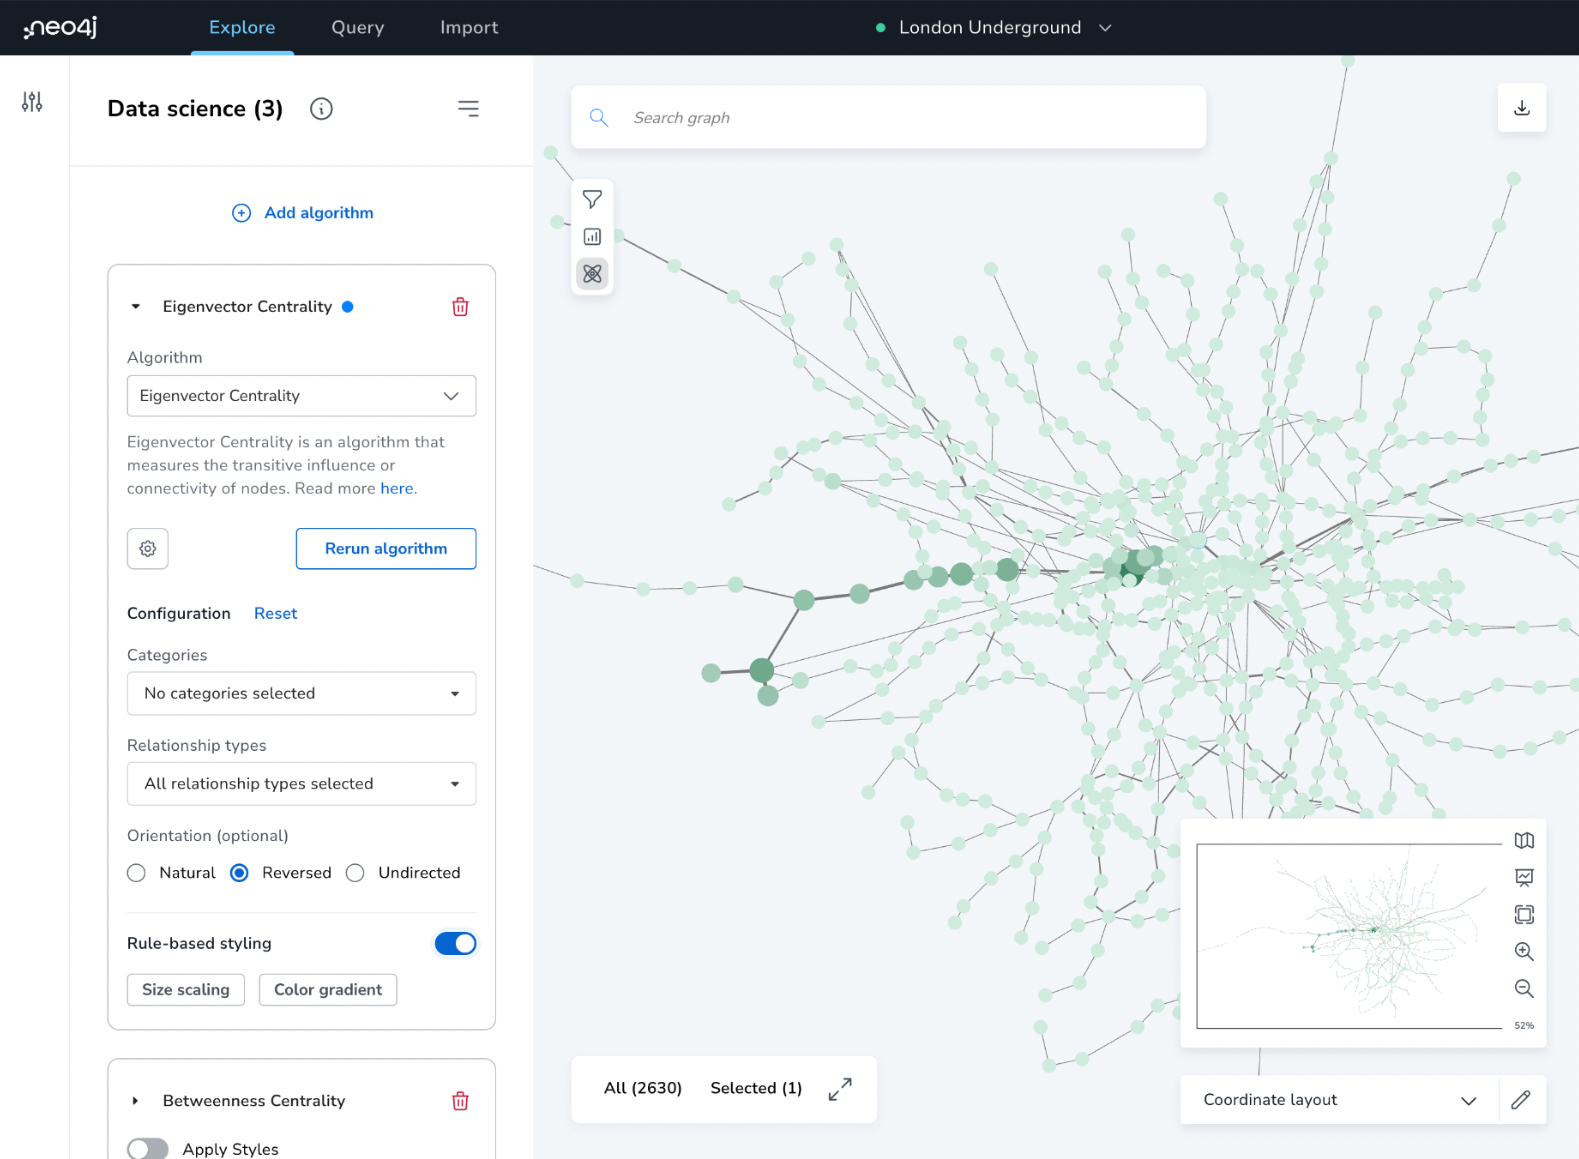 neo4j
Explore
Query
Import
London Underground
Data science (3)
Search graph
Add algorithm
Eigenvector Centrality
Algorithm
Eigenvector Centrality
Eigenvector Centrality is an algorithm that
measures the transitive influence or
connectivity of nodes. Read more here.
Rerun algorithm
Configuration Reset
Categories
No categories selected
Relationship types
All relationship types selected
Orientation (optional)
Natural Reversed Undirected
Rule-based styling
Size scaling Color gradient
Betweenness Centrality
Apply Styles
All (2630) Selected (1)
52%
Coordinate layout